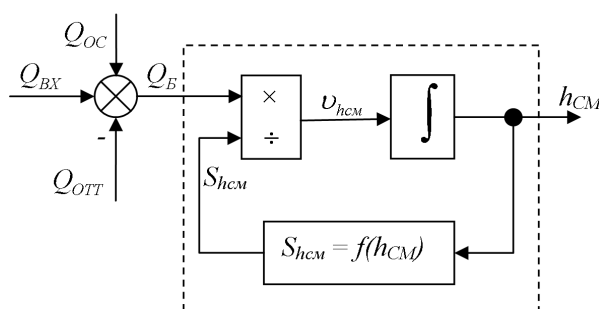 Q_ОС
Q_ВХ
Q_Б
-
Q_ОТТ
×
÷
υ_hсм
∫
h_СМ
S_hсм
S_hсм = f(h_СМ)